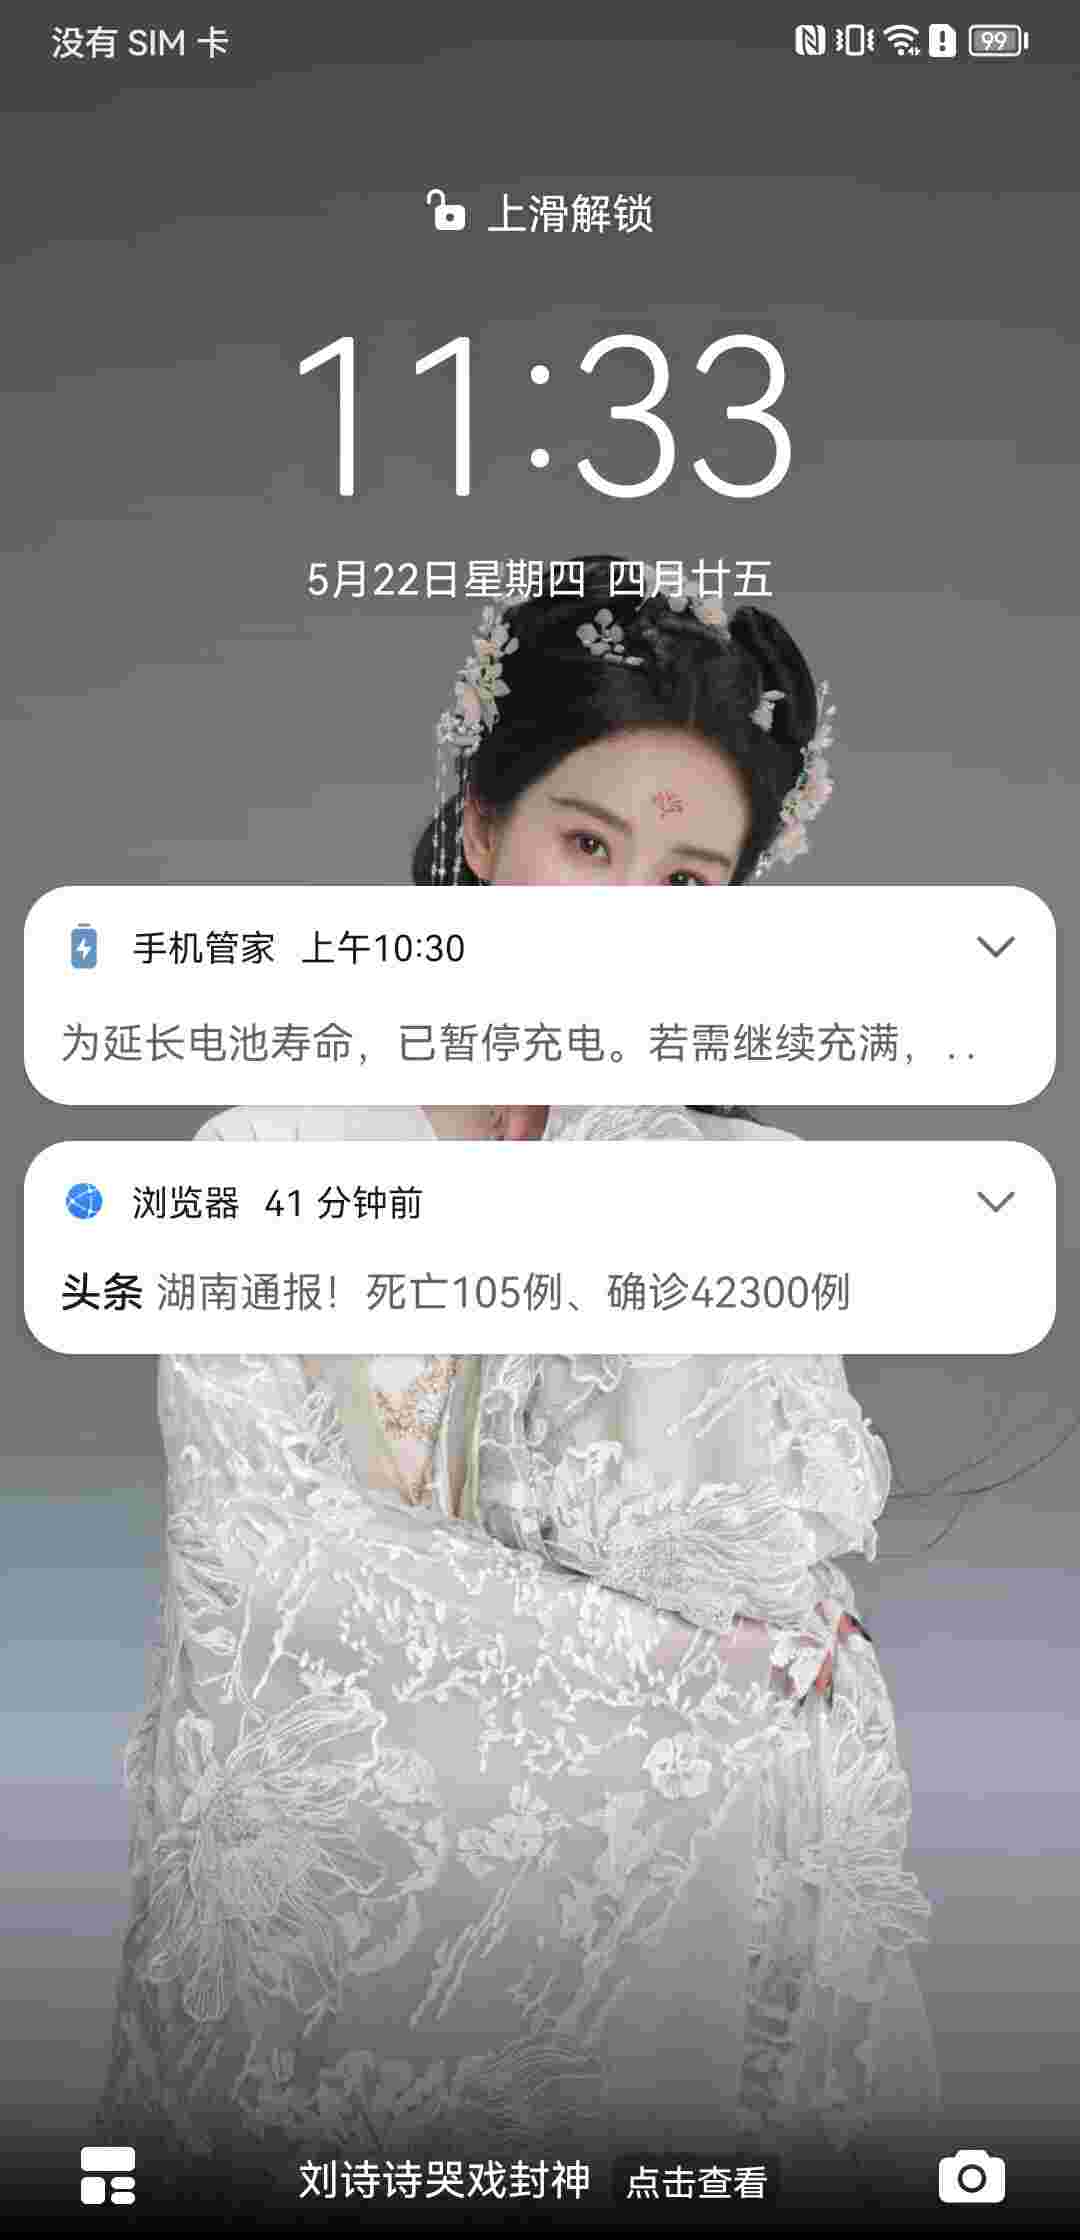 没有 SIM 卡
99
上滑解锁
11:33
5月22日星期四 四月廿五
手机管家 上午10:30
为延长电池寿命，已暂停充电。若需继续充满，..
浏览器 41 分钟前
头条 湖南通报！死亡105例、确诊42300例
刘诗诗哭戏封神 点击查看